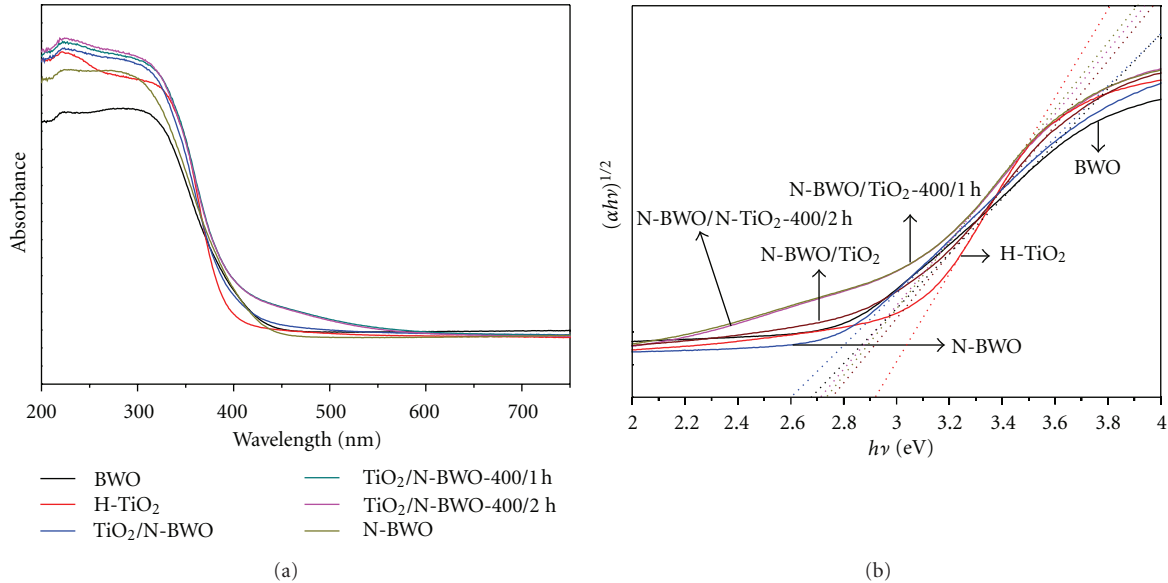 Absorbance
200 300 400 500 600 700
Wavelength (nm)
BWO
H-TiO₂
TiO₂/N-BWO
TiO₂/N-BWO-400/1 h
TiO₂/N-BWO-400/2 h
N-BWO
(a)
(αhν)^{1/2}
N-BWO/TiO₂-400/1 h
N-BWO/N-TiO₂-400/2 h
N-BWO/TiO₂
BWO
H-TiO₂
N-BWO
2 2.2 2.4 2.6 2.8 3 3.2 3.4 3.6 3.8 4
hν (eV)
(b)